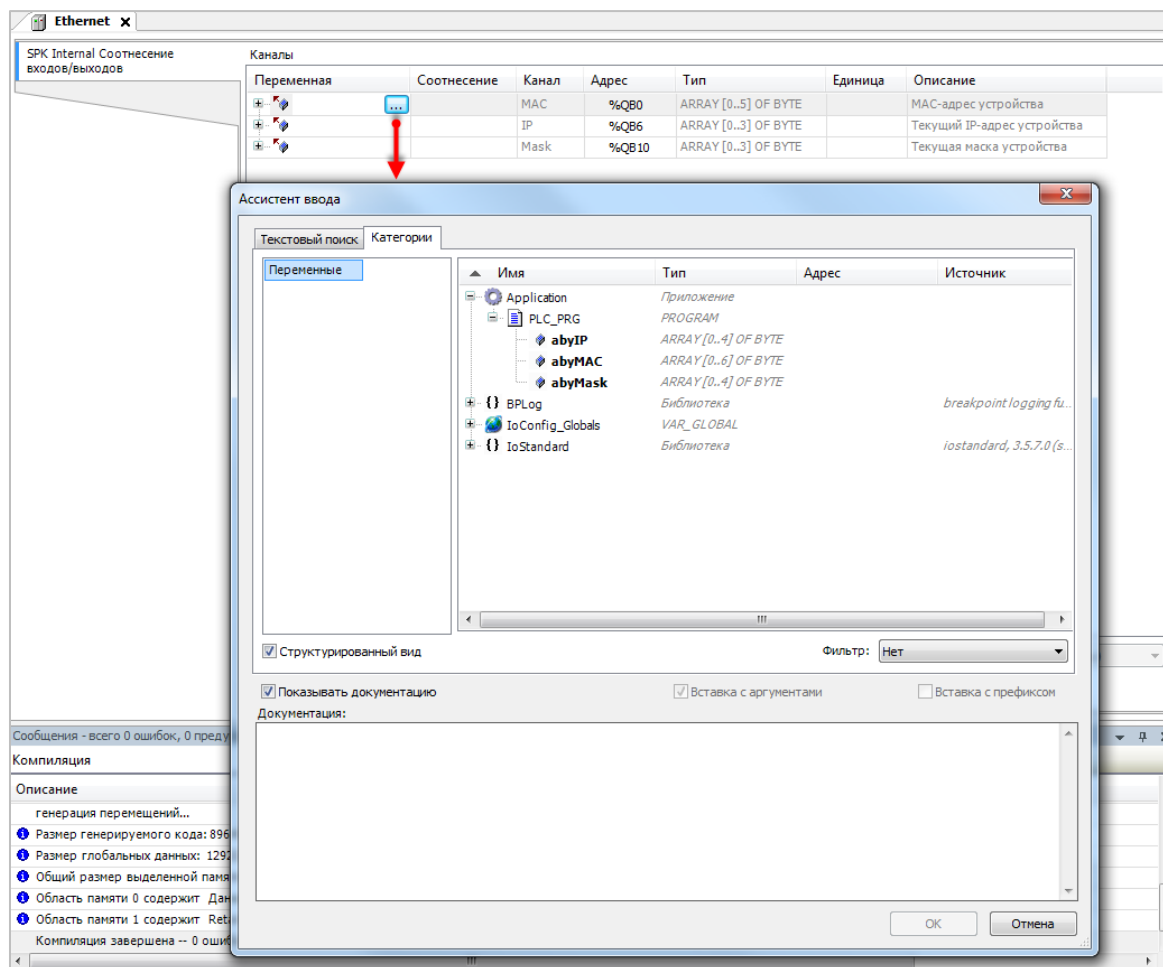 Ethernet
SPK Internal Соотнесение
входов/выходов
Каналы
Переменная Соотнесение Канал Адрес Тип Единица Описание
... MAC %QB0 ARRAY [0..5] OF BYTE MAC-адрес устройства
IP %QB6 ARRAY [0..3] OF BYTE Текущий IP-адрес устройства
Mask %QB10 ARRAY [0..3] OF BYTE Текущая маска устройства
Ассистент ввода
Текстовый поиск Категории
Переменные
Имя Тип Адрес Источник
Application Приложение
PLC_PRG PROGRAM
abyIP ARRAY [0..4] OF BYTE
abyMAC ARRAY [0..6] OF BYTE
abyMask ARRAY [0..4] OF BYTE
BPLog Библиотека breakpoint logging fu...
IoConfig_Globals VAR_GLOBAL
IoStandard Библиотека iostandard, 3.5.7.0 (s...
Структурированный вид Фильтр: Нет
Показывать документацию Вставка с аргументами Вставка с префиксом
Документация:
Сообщения - всего 0 ошибок, 0 преду
Компиляция
Описание
генерация перемещений...
Размер генерируемого кода: 896
Размер глобальных данных: 1292
Общий размер выделенной памя
Область памяти 0 содержит Дан
Область памяти 1 содержит Reta
Компиляция завершена -- 0 ошиб
OK Отмена